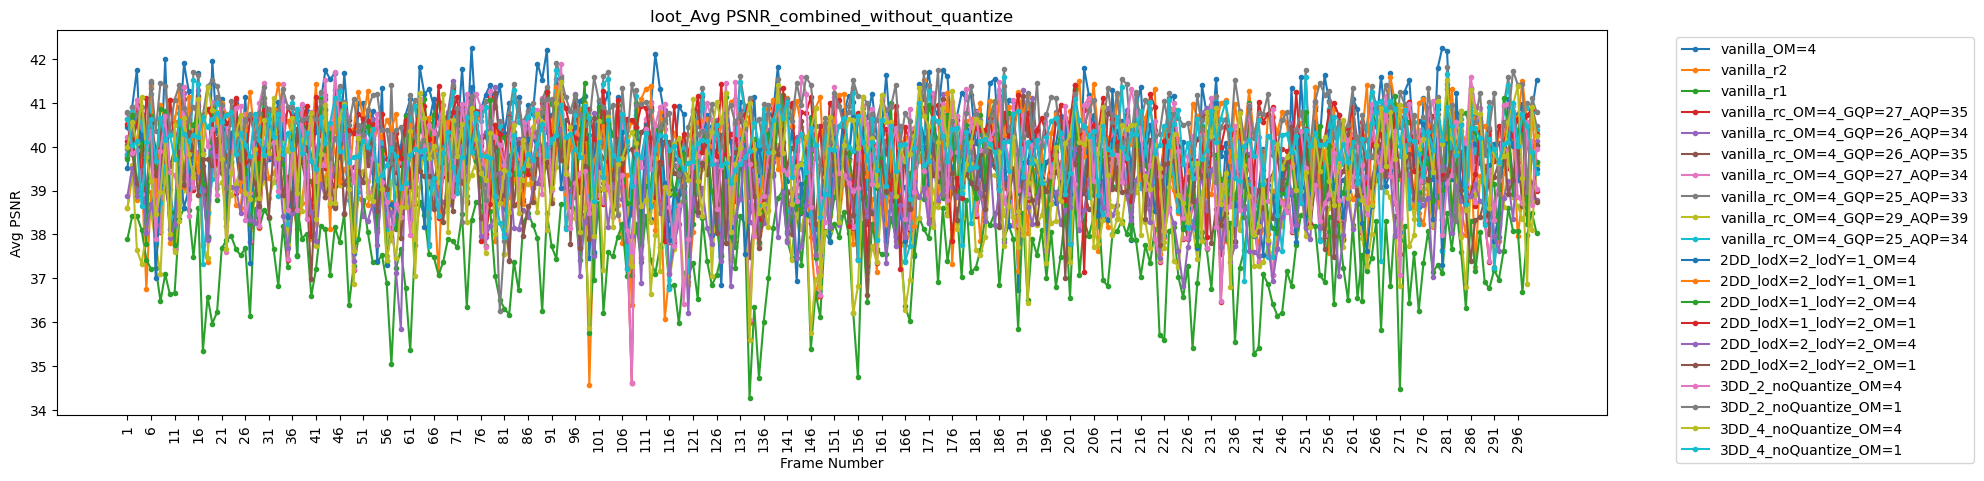 loot_Avg PSNR_combined_without_quantize
Avg PSNR
42
41
40
39
38
37
36
35
34
1 6 11 16 21 26 31 36 41 46 51 56 61 66 71 76 81 86 91 96 101 106 111 116 121 126 131 136 141 146 151 156 161 166 171 176 181 186 191 196 201 206 211 216 221 226 231 236 241 246 251 256 261 266 271 276 281 286 291 296
Frame Number
vanilla_OM=4
vanilla_r2
vanilla_r1
vanilla_rc_OM=4_GQP=27_AQP=35
vanilla_rc_OM=4_GQP=26_AQP=34
vanilla_rc_OM=4_GQP=26_AQP=35
vanilla_rc_OM=4_GQP=27_AQP=34
vanilla_rc_OM=4_GQP=25_AQP=33
vanilla_rc_OM=4_GQP=29_AQP=39
vanilla_rc_OM=4_GQP=25_AQP=34
2DD_lodX=2_lodY=1_OM=4
2DD_lodX=2_lodY=1_OM=1
2DD_lodX=1_lodY=2_OM=4
2DD_lodX=1_lodY=2_OM=1
2DD_lodX=2_lodY=2_OM=4
2DD_lodX=2_lodY=2_OM=1
3DD_2_noQuantize_OM=4
3DD_2_noQuantize_OM=1
3DD_4_noQuantize_OM=4
3DD_4_noQuantize_OM=1